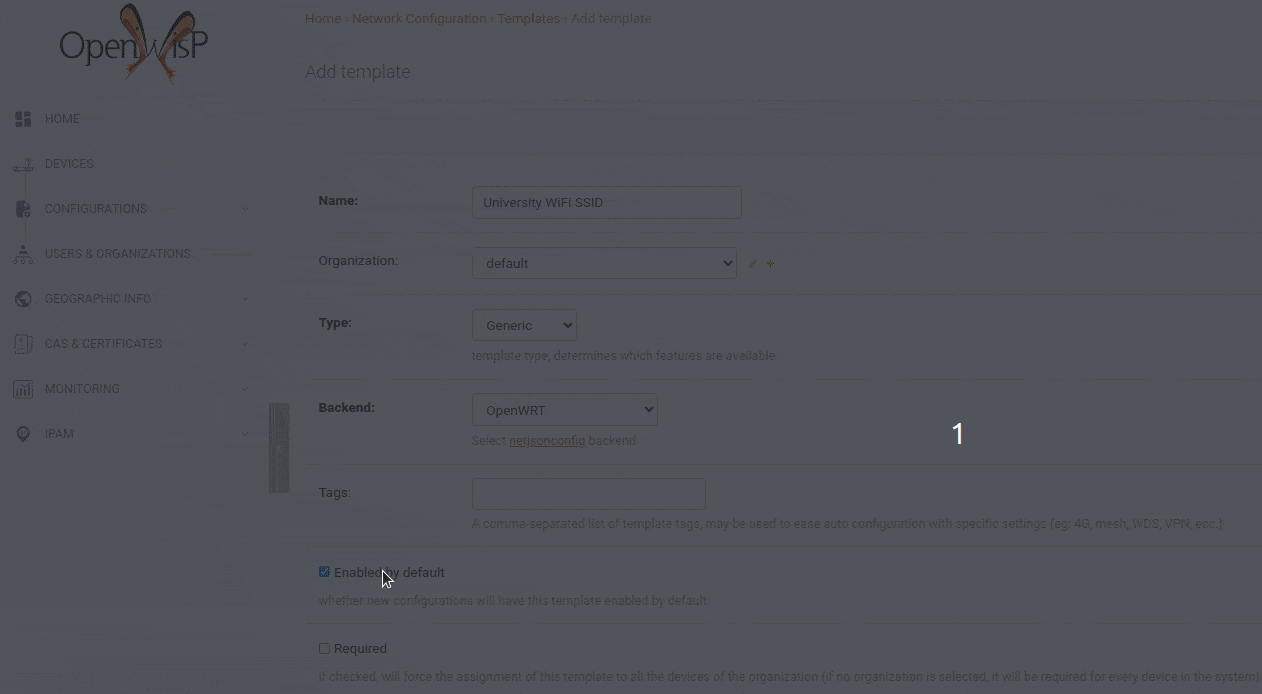 OpenWISP
Home › Network Configuration › Templates › Add template
Add template
HOME
DEVICES
CONFIGURATIONS
USERS & ORGANIZATIONS
GEOGRAPHIC INFO
CAS & CERTIFICATES
MONITORING
IPAM
Name:
University WiFi SSID
Organization:
default
Type:
Generic
template type, determines which features are available
Backend:
OpenWRT
Select netjsonconfig backend
1
Tags:
A comma-separated list of template tags, may be used to ease auto configuration with specific settings (eg: 4G, mesh, WDS, VPN, ecc.)
Enabled by default
whether new configurations will have this template enabled by default
Required
if checked, will force the assignment of this template to all the devices of the organization (if no organization is selected, it will be required for every device in the system)